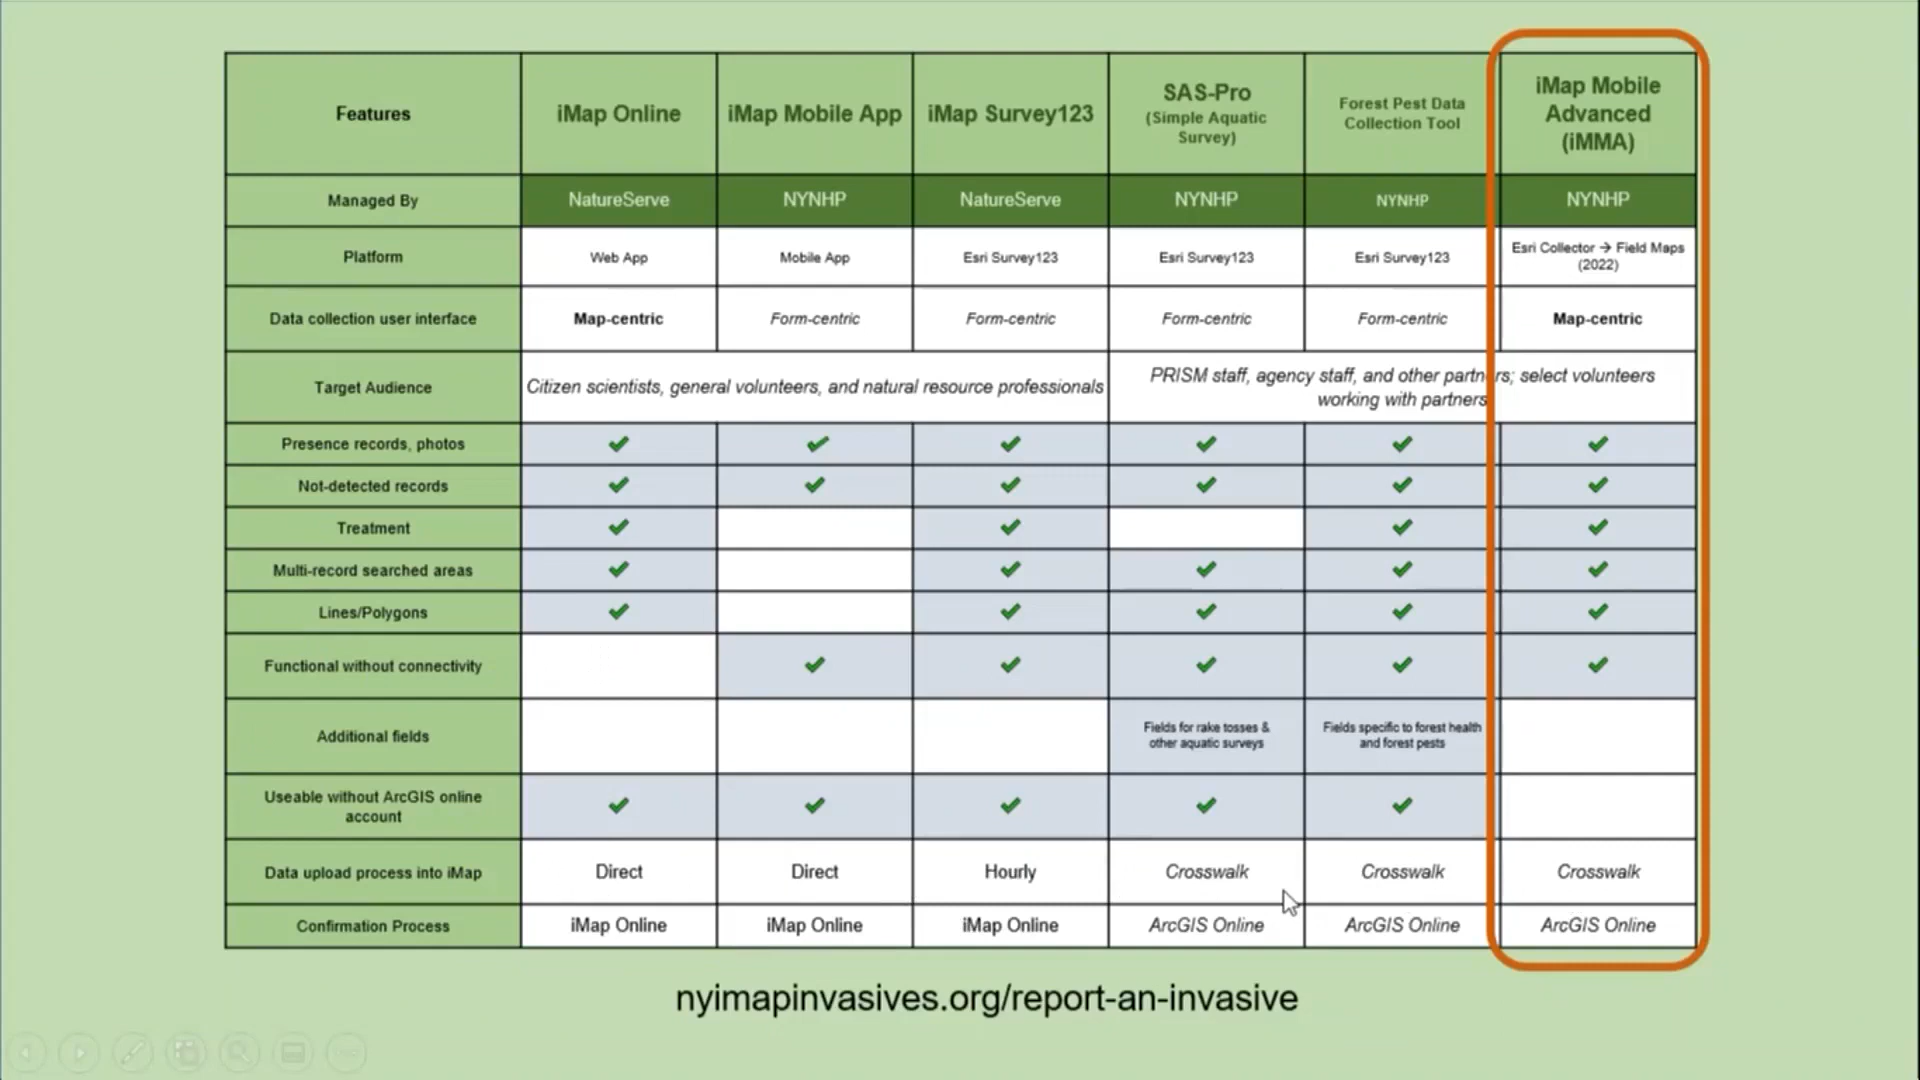 Features iMap Online iMap Mobile App iMap Survey123 SAS-Pro (Simple Aquatic Survey) Forest Pest Data Collection Tool iMap Mobile Advanced (iMMA)
Managed By NatureServe NYNHP NatureServe NYNHP NYNHP NYNHP
Platform Web App Mobile App Esri Survey123 Esri Survey123 Esri Survey123 Esri Collector → Field Maps (2022)
Data collection user interface Map-centric Form-centric Form-centric Form-centric Form-centric Map-centric
Target Audience Citizen scientists, general volunteers, and natural resource professionals PRISM staff, agency staff, and other partners; select volunteers working with partners
Presence records, photos ✔ ✔ ✔ ✔ ✔ ✔
Not-detected records ✔ ✔ ✔ ✔ ✔ ✔
Treatment ✔ ✔ ✔ ✔
Multi-record searched areas ✔ ✔ ✔ ✔ ✔
Lines/Polygons ✔ ✔ ✔ ✔ ✔
Functional without connectivity ✔ ✔ ✔ ✔ ✔
Additional fields Fields for rake tosses & other aquatic surveys Fields specific to forest health and forest pests
Useable without ArcGIS online account ✔ ✔ ✔ ✔ ✔
Data upload process into iMap Direct Direct Hourly Crosswalk Crosswalk Crosswalk
Confirmation Process iMap Online iMap Online iMap Online ArcGIS Online ArcGIS Online ArcGIS Online
nyimapinvasives.org/report-an-invasive